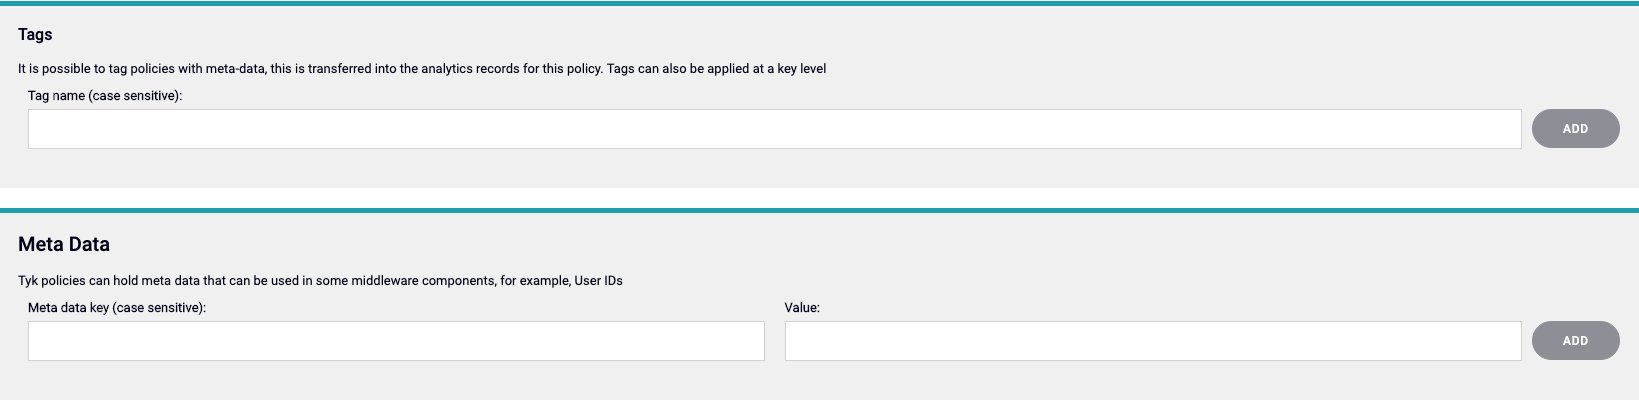 Tags
It is possible to tag policies with meta-data, this is transferred into the analytics records for this policy. Tags can also be applied at a key level
Tag name (case sensitive):
ADD
Meta Data
Tyk policies can hold meta data that can be used in some middleware components, for example, User IDs
Meta data key (case sensitive):
Value:
ADD